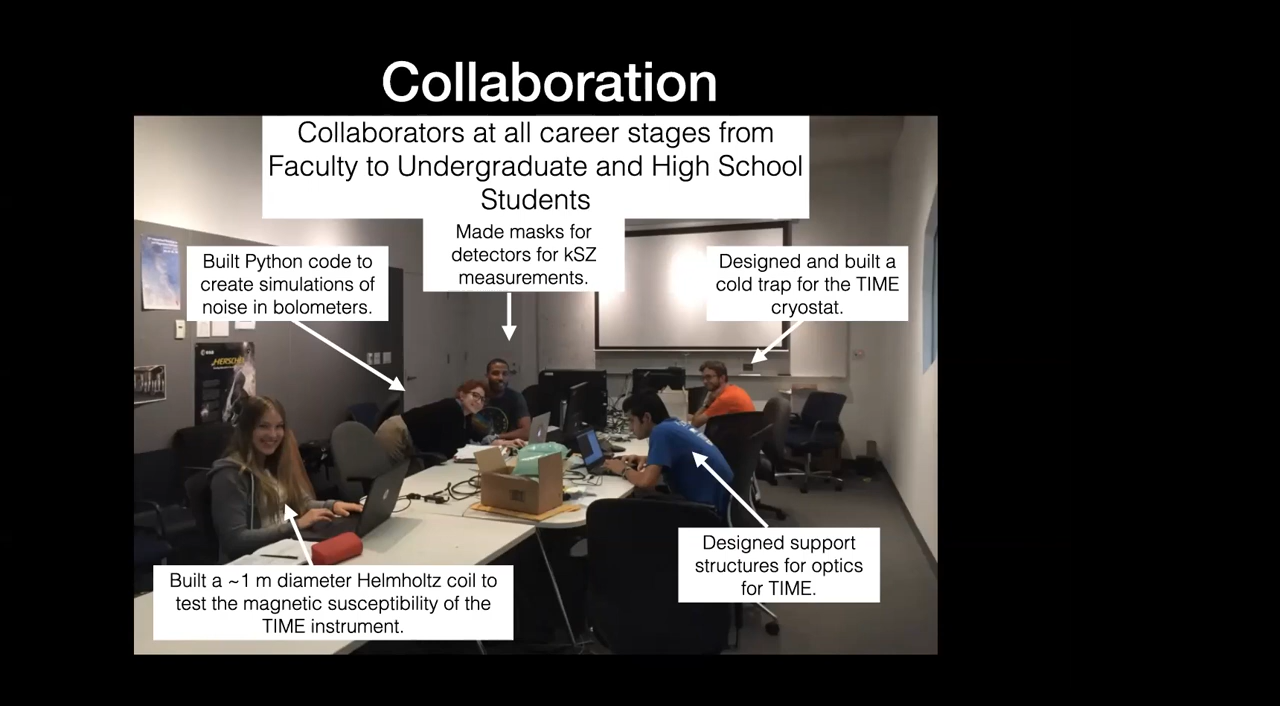 Collaboration
Collaborators at all career stages from
Faculty to Undergraduate and High School
Students
Made masks for
detectors for kSZ
measurements.
Built Python code to
create simulations of
noise in bolometers.
Designed and built a
cold trap for the TIME
cryostat.
HERSCHEL
Designed support
structures for optics
for TIME.
Built a ~1 m diameter Helmholtz coil to
test the magnetic susceptibility of the
TIME instrument.